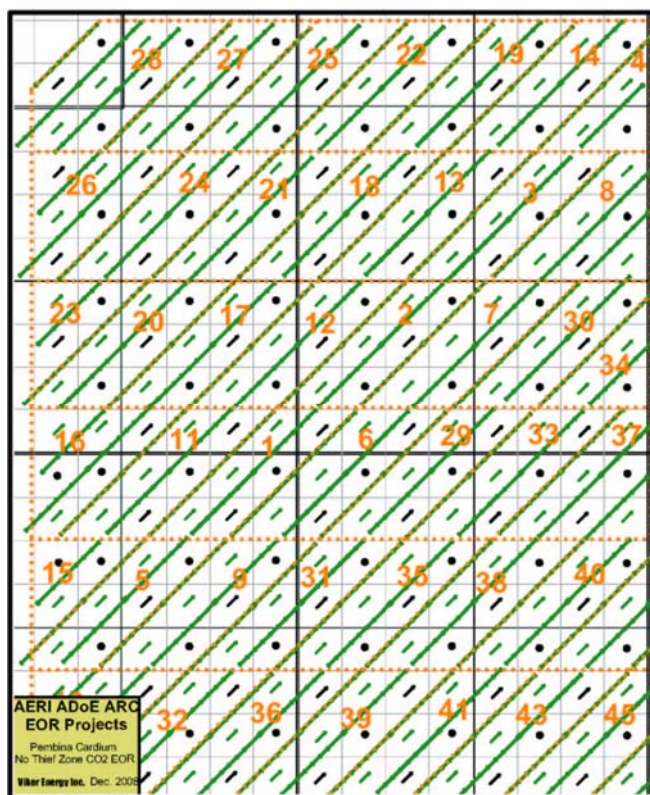 28 27 25 22 19 14 4
26 24 21 18 13 3 8
23 20 17 12 2 7 30
34
16 11 1 6 29 33 37
15 5 9 31 35 38 40
32 36 39 41 43 45
AERI ADoE ARC
EOR Projects
Pembina Cardium
No Thief Zone CO2 EOR
Vikor Energy Inc. Dec. 2008